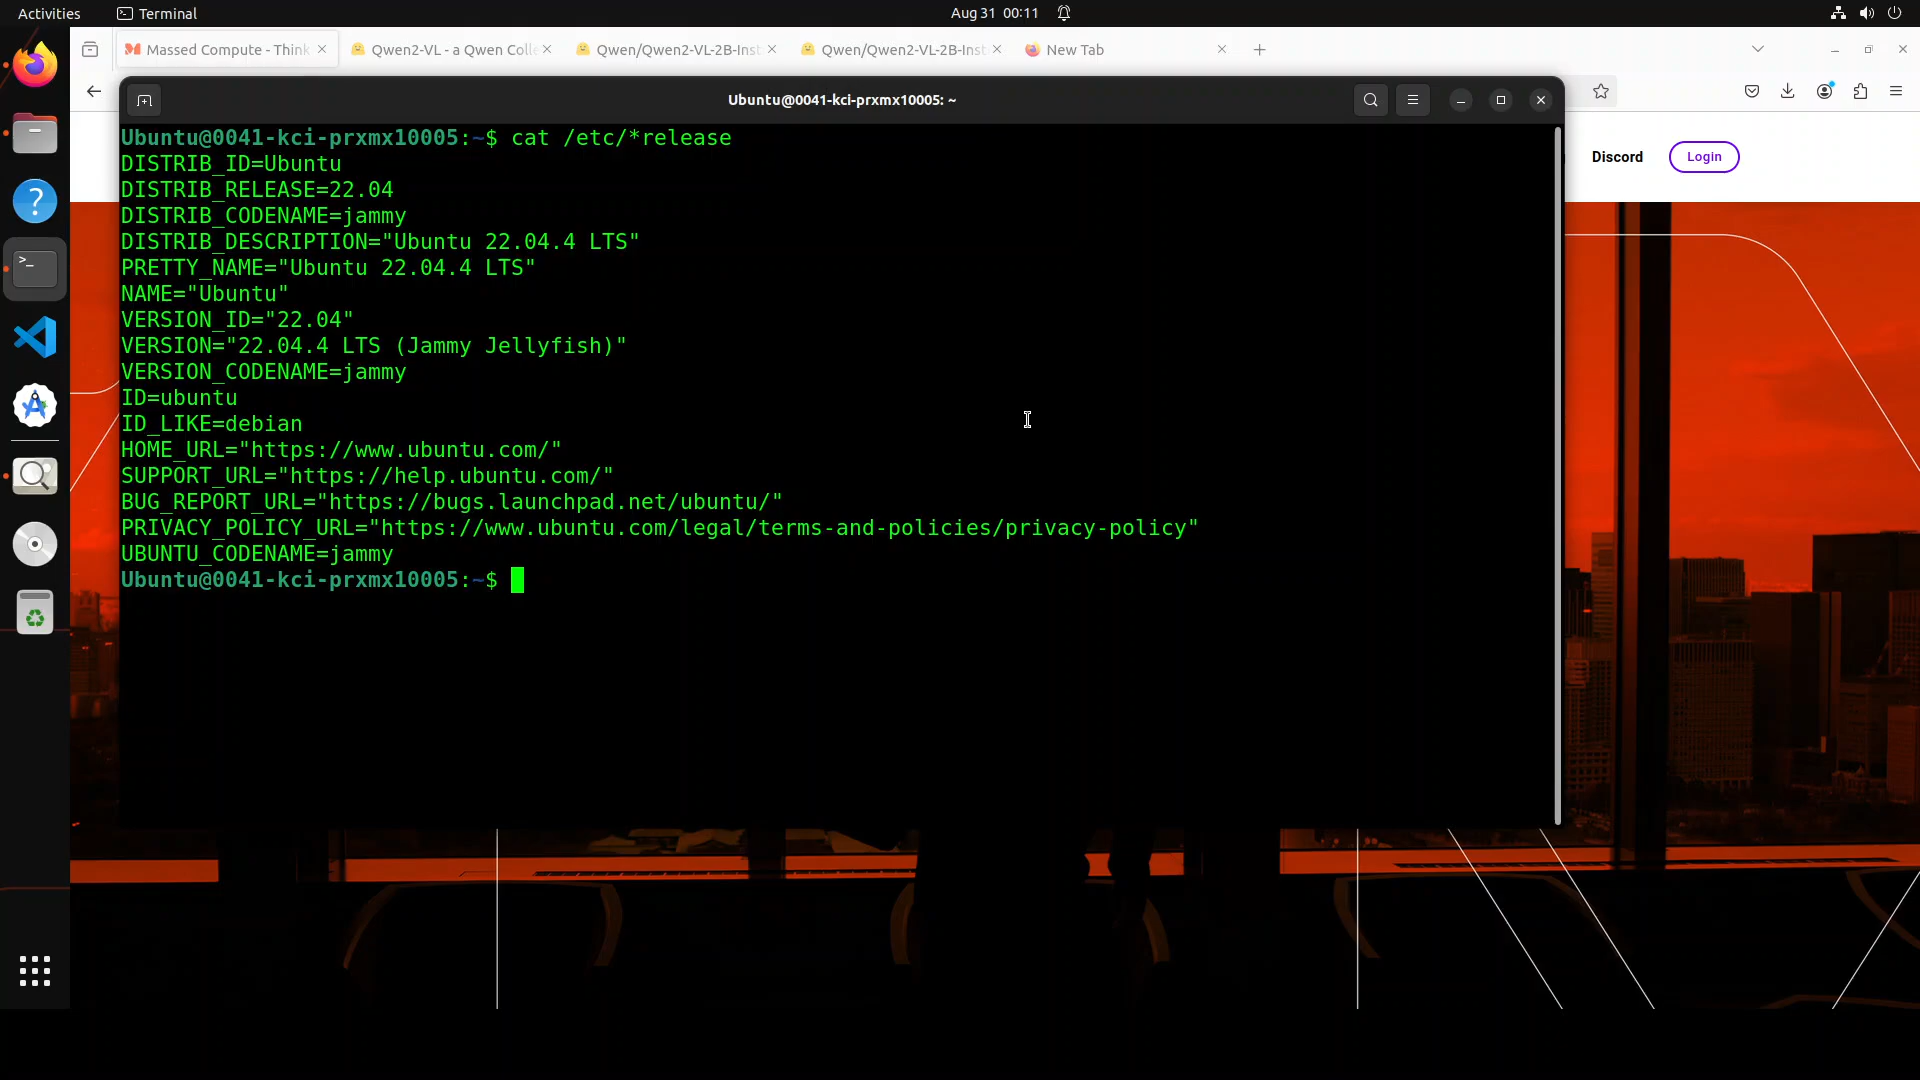 Activities Terminal Aug 31 00:11
Massed Compute - Think Qwen2-VL - a Qwen Colle Qwen/Qwen2-VL-2B-Inst Qwen/Qwen2-VL-2B-Inst New Tab
Ubuntu@0041-kci-prxmx10005: ~
Discord Login
Ubuntu@0041-kci-prxmx10005:~$ cat /etc/*release
DISTRIB_ID=Ubuntu
DISTRIB_RELEASE=22.04
DISTRIB_CODENAME=jammy
DISTRIB_DESCRIPTION="Ubuntu 22.04.4 LTS"
PRETTY_NAME="Ubuntu 22.04.4 LTS"
NAME="Ubuntu"
VERSION_ID="22.04"
VERSION="22.04.4 LTS (Jammy Jellyfish)"
VERSION_CODENAME=jammy
ID=ubuntu
ID_LIKE=debian
HOME_URL="https://www.ubuntu.com/"
SUPPORT_URL="https://help.ubuntu.com/"
BUG_REPORT_URL="https://bugs.launchpad.net/ubuntu/"
PRIVACY_POLICY_URL="https://www.ubuntu.com/legal/terms-and-policies/privacy-policy"
UBUNTU_CODENAME=jammy
Ubuntu@0041-kci-prxmx10005:~$